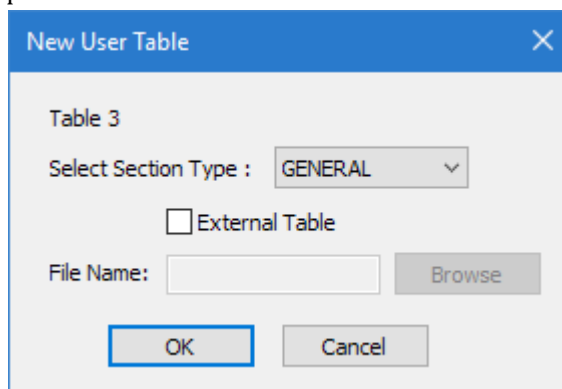 New User Table
Table 3
Select Section Type : GENERAL
External Table
File Name: Browse
OK Cancel